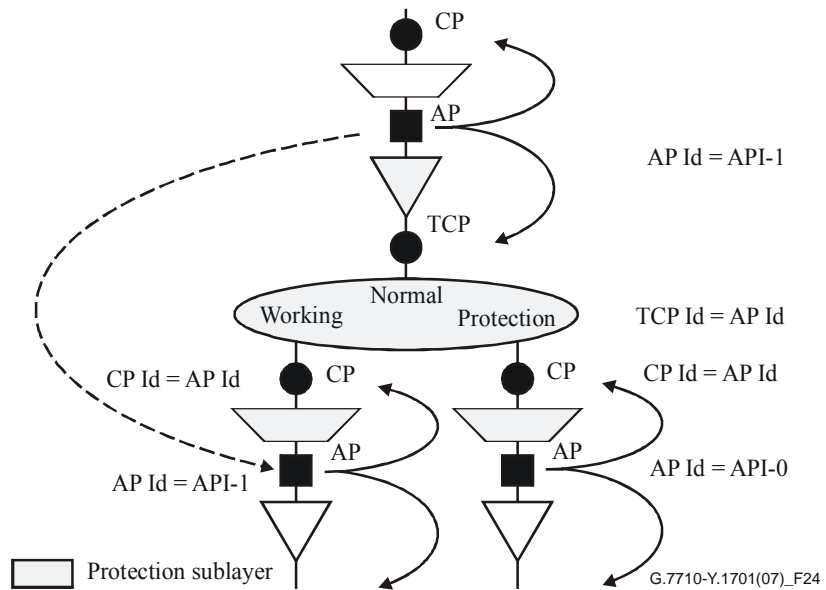 CP
AP
AP Id = API-1
TCP
Normal
Working
Protection
TCP Id = AP Id
CP Id = AP Id
CP
CP
CP Id = AP Id
AP
AP
AP Id = API-1
AP Id = API-0
Protection sublayer
G.7710-Y.1701(07)_F24